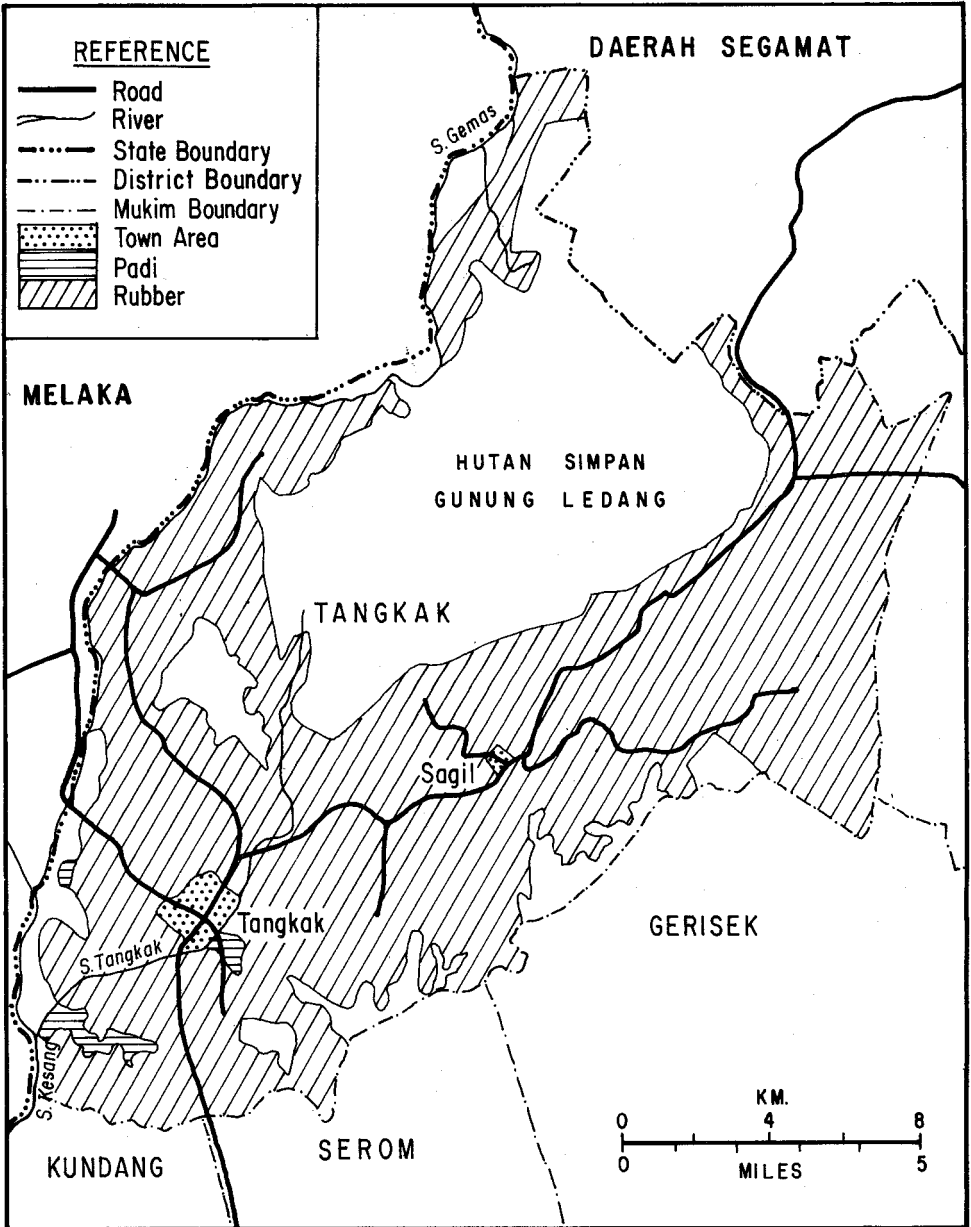 REFERENCE
Road
River
State Boundary
District Boundary
Mukim Boundary
Town Area
Padi
Rubber
DAERAH SEGAMAT
S. Gemas
MELAKA
HUTAN SIMPAN
GUNUNG LEDANG
TANGKAK
Sagil
Tangkak
S. Tangkak
GERISEK
S. Kesang
KUNDANG
SEROM
KM.
0 4 8
0 5
MILES